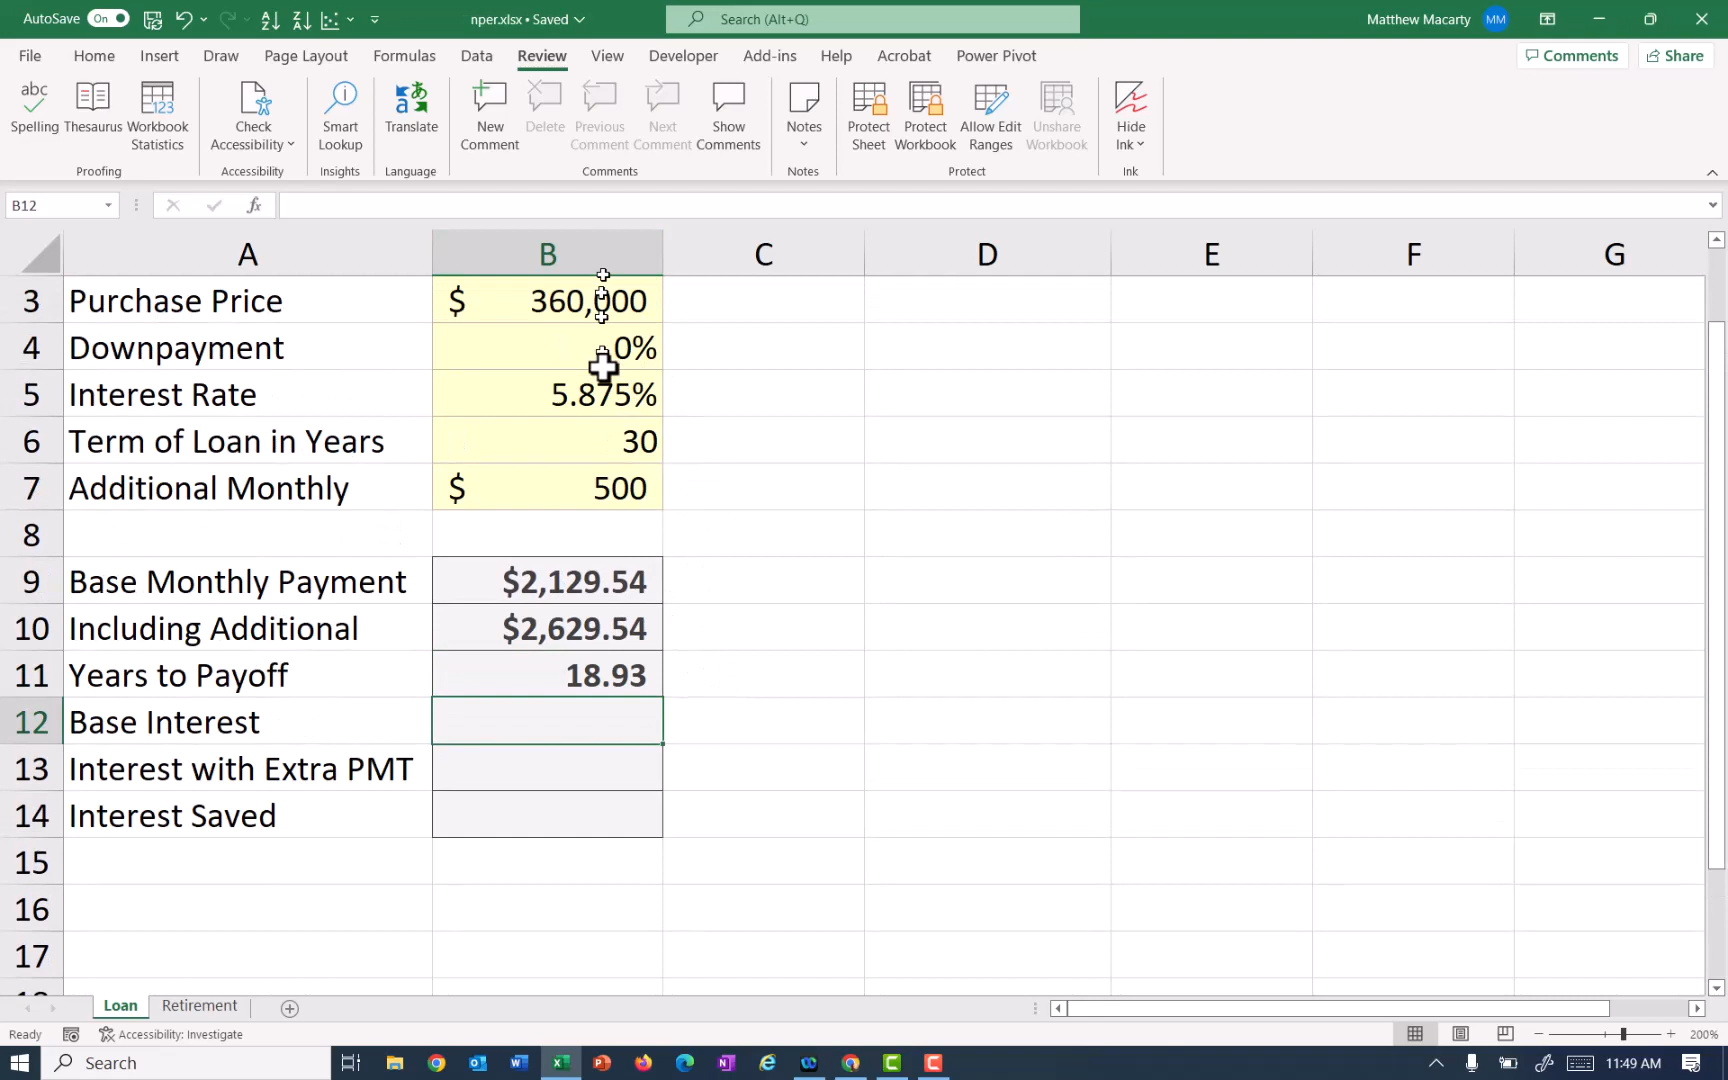 AutoSave On
nper.xlsx • Saved
Search (Alt+Q)
Matthew Macarty MM
File Home Insert Draw Page Layout Formulas Data Review View Developer Add-ins Help Acrobat Power Pivot
Comments Share
abc
Spelling
Thesaurus
123
Workbook
Statistics
Proofing
Check
Accessibility
Accessibility
Smart
Lookup
Insights
Translate
Language
New
Comment
Delete
Previous
Comment
Next
Comment
Show
Comments
Comments
Notes
Notes
Protect
Sheet
Protect
Workbook
Allow Edit
Ranges
Unshare
Workbook
Protect
Hide
Ink
Ink
B12
fx
A B C D E F G
3 Purchase Price $ 360,000
4 Downpayment 0%
5 Interest Rate 5.875%
6 Term of Loan in Years 30
7 Additional Monthly $ 500
8
9 Base Monthly Payment $2,129.54
10 Including Additional $2,629.54
11 Years to Payoff 18.93
12 Base Interest
13 Interest with Extra PMT
14 Interest Saved
15
16
17
Loan Retirement
Ready Accessibility: Investigate
200%
Search
11:49 AM